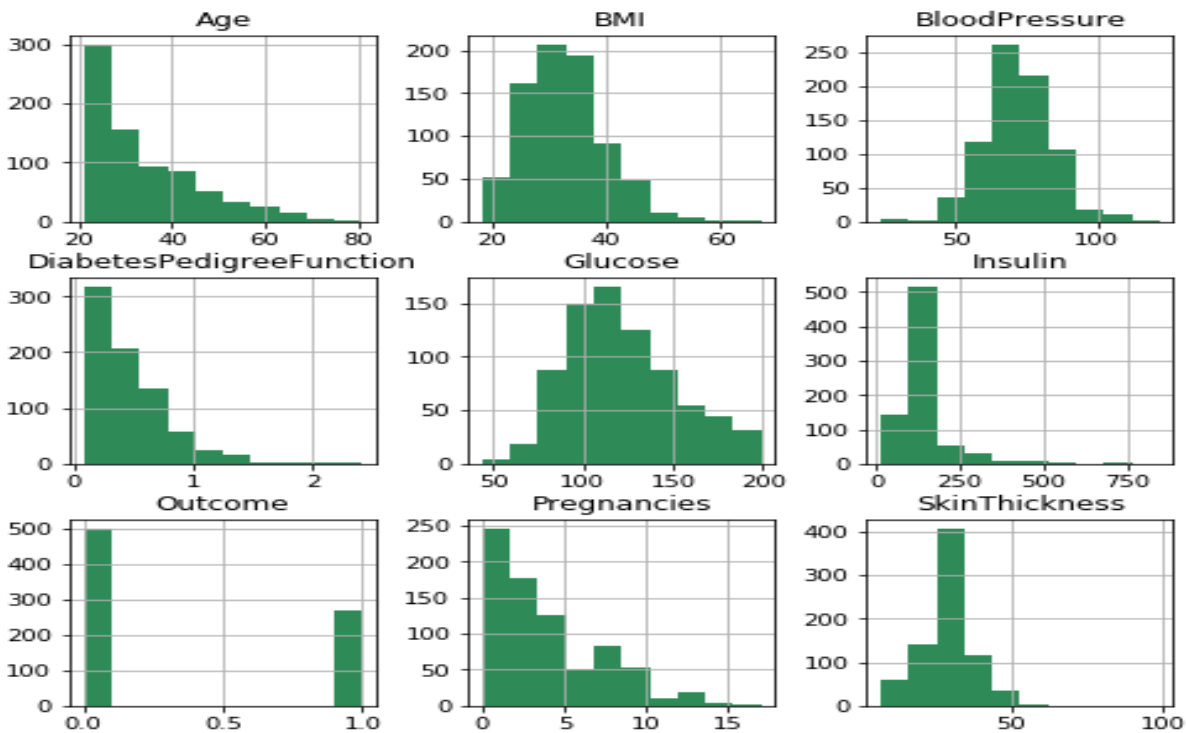 Age BMI BloodPressure
300 200 250
200 150 200
100 100 150
0 50 100
0 50
0
20 40 60 80 20 40 60 50 100
DiabetesPedigreeFunction Glucose Insulin
300 150 500
200 100 400
100 50 300
0 0 200
100
0
0 1 2 50 100 150 200 0 250 500 750
Outcome Pregnancies SkinThickness
500 250 400
400 200 300
300 150 200
200 100 100
100 50 0
0 0
0.0 0.5 1.0 0 5 10 15 50 100